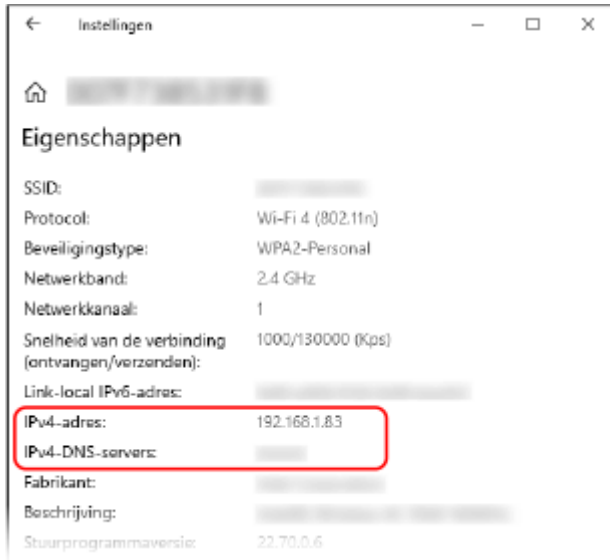 Instellingen
Eigenschappen
SSID:
Protocol: Wi-Fi 4 (802.11n)
Beveiligingstype: WPA2-Personal
Netwerkband: 2.4 GHz
Netwerkkanaal: 1
Snelheid van de verbinding 1000/130000 (Kps)
(ontvangen/verzenden):
Link-local IPv6-adres:
IPv4-adres: 192.168.1.83
IPv4-DNS-servers:
Fabrikant:
Beschrijving:
Stuurprogrammaversie: 22.70.0.6